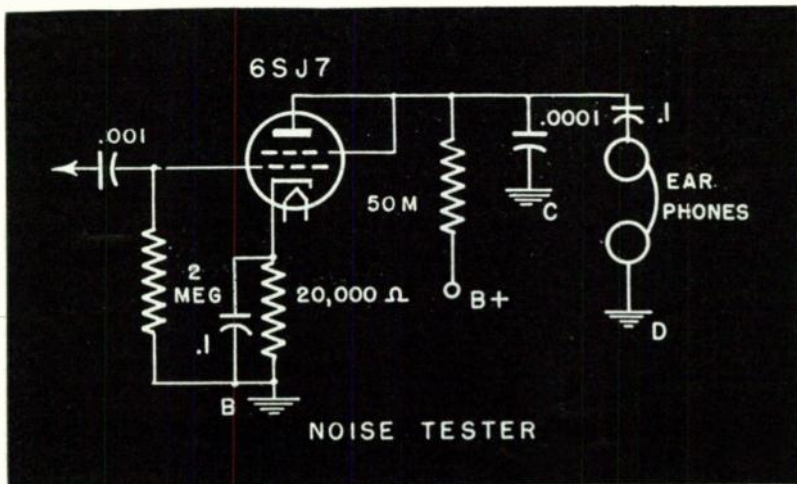 6SJ7
.001
.0001
.1
50 M
C
EAR
PHONES
2
MEG
20,000 Ω
B+
.1
D
B
NOISE TESTER